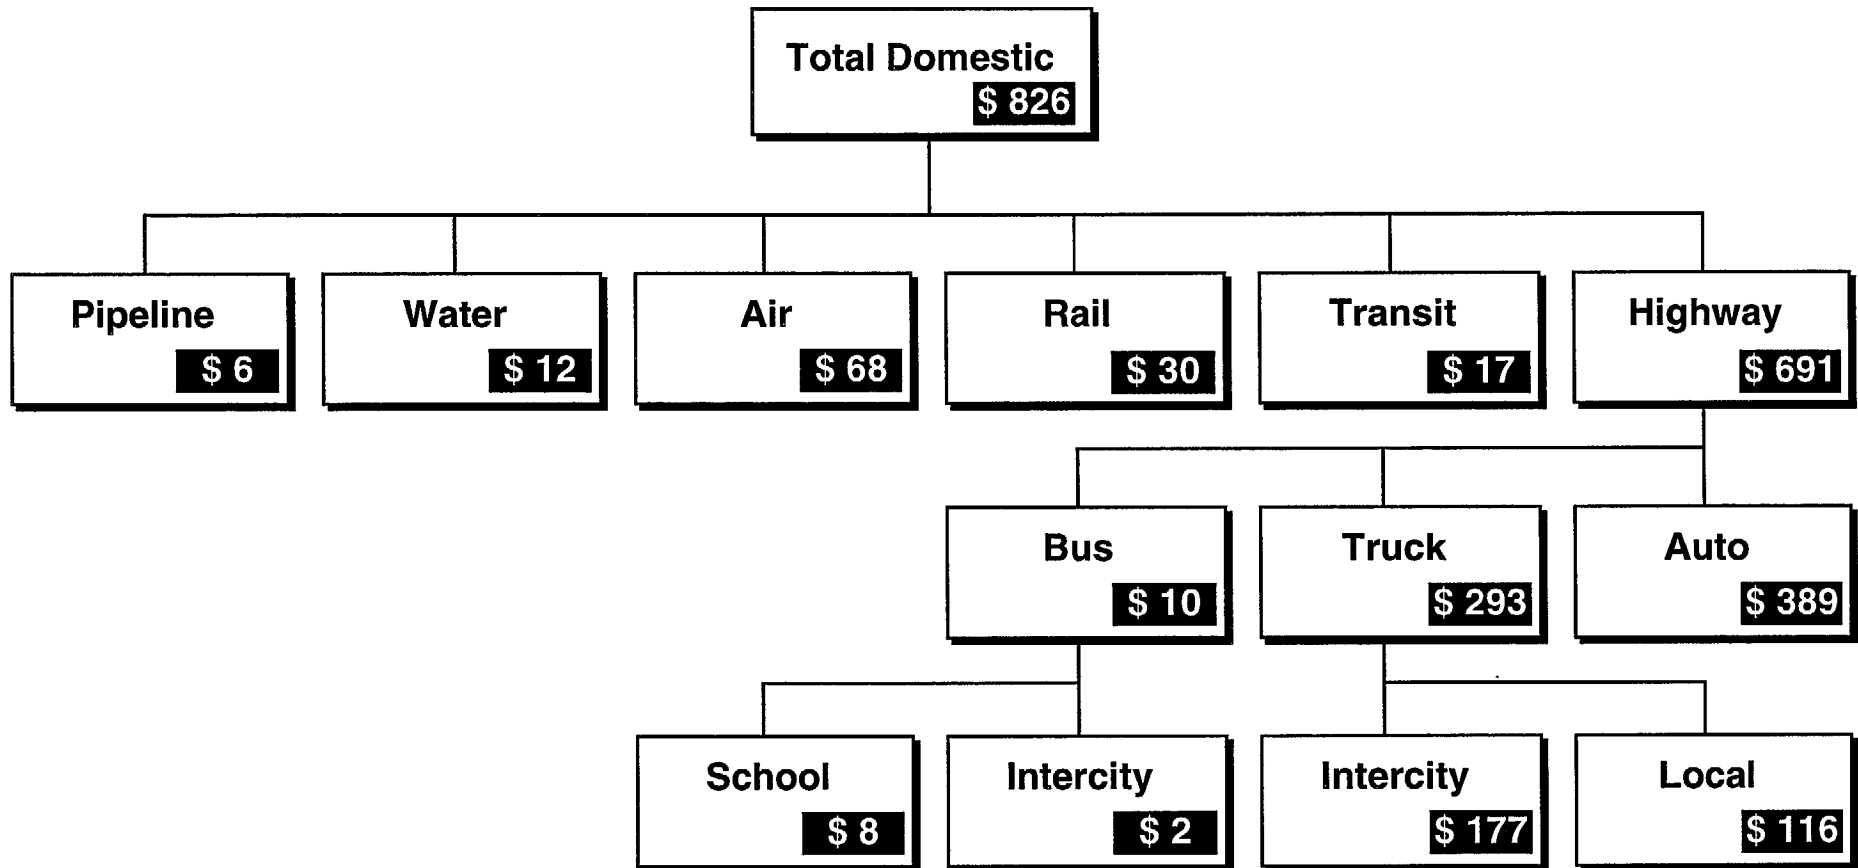 Total Domestic
$ 826
Pipeline
$ 6
Water
$ 12
Air
$ 68
Rail
$ 30
Transit
$ 17
Highway
$ 691
Bus
$ 10
Truck
$ 293
Auto
$ 389
School
$ 8
Intercity
$ 2
Intercity
$ 177
Local
$ 116